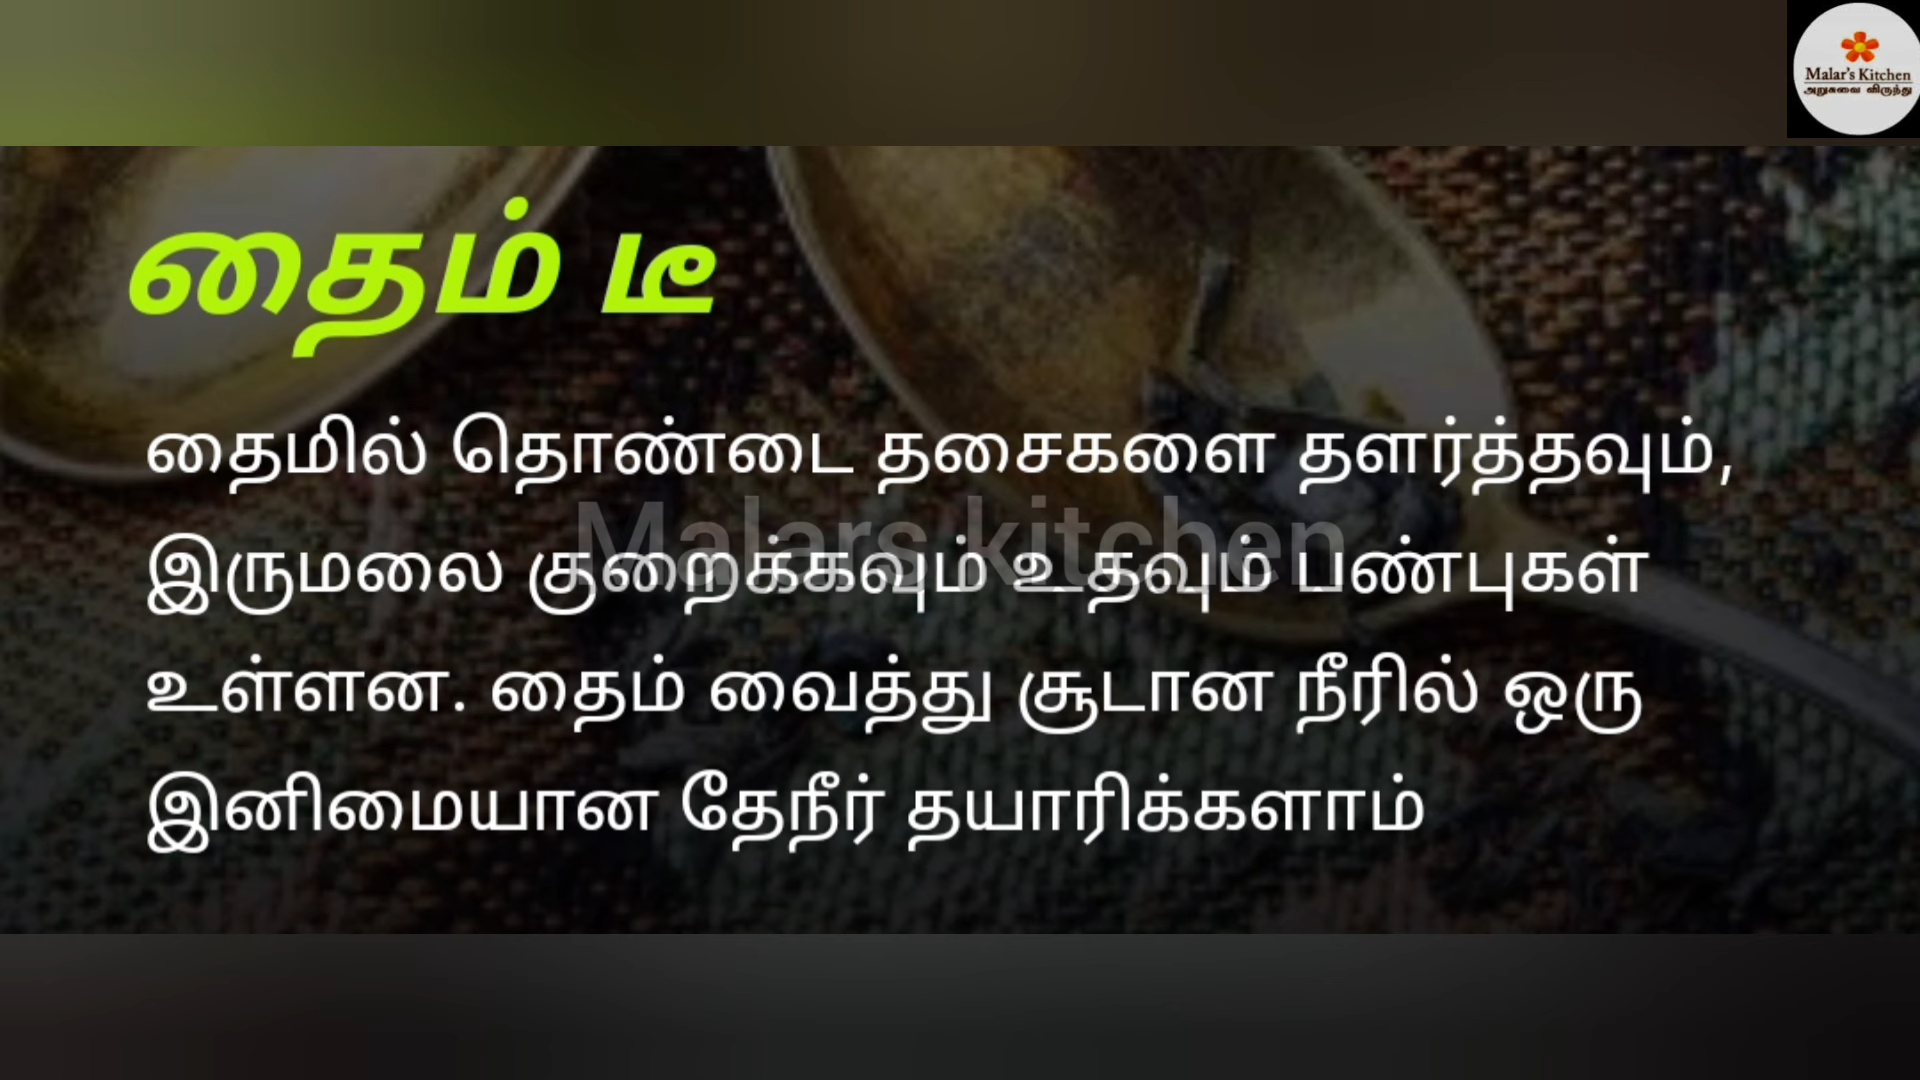 Malar's Kitchen
அறுசுவை விருந்து
தைம் டீ
தைமில் தொண்டை தசைகளை தளர்த்தவும்,
இருமலை குறைக்கவும் உதவும் பண்புகள்
Malars kitchen
உள்ளன. தைம் வைத்து சூடான நீரில் ஒரு
இனிமையான தேநீர் தயாரிக்களாம்